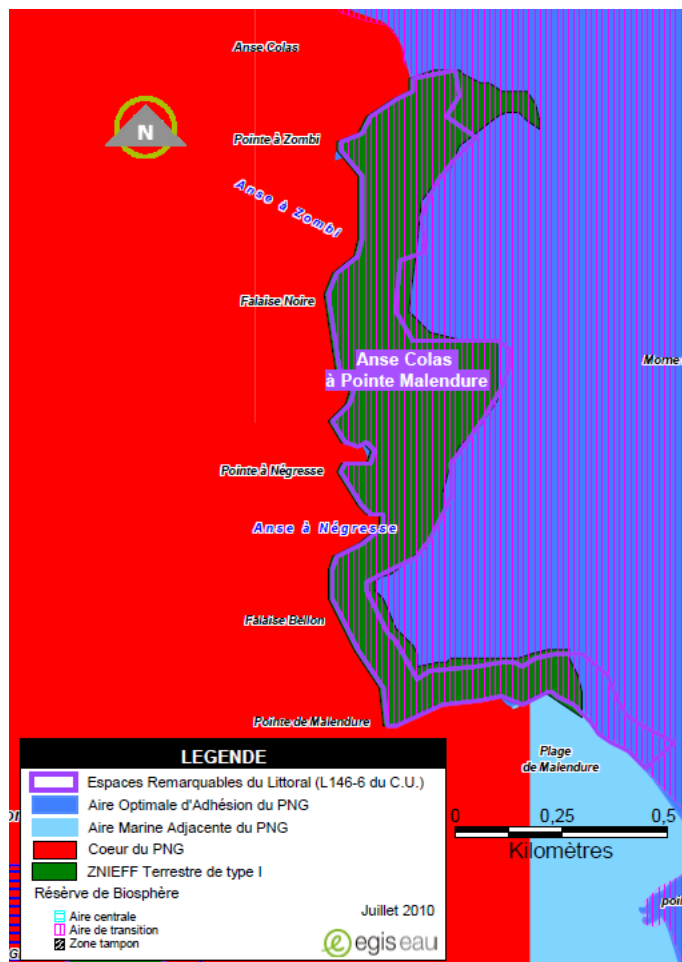 Anse Colas
N
Pointe à Zombi
Anse à Zombi
Falaise Noire
Anse Colas
à Pointe Malendure
Morne
Pointe à Négresse
Anse à Négresse
Falaise Bellon
Pointe de Malendure
Plage
de Malendure
0 0,25 0,5
Kilomètres
LEGENDE
Espaces Remarquables du Littoral (L146-6 du C.U.)
Aire Optimale d'Adhésion du PNG
Aire Marine Adjacente du PNG
Coeur du PNG
ZNIEFF Terrestre de type I
Résèrve de Biosphère
Aire centrale
Aire de transition
Zone tampon
Juillet 2010
egis eau
poi
G